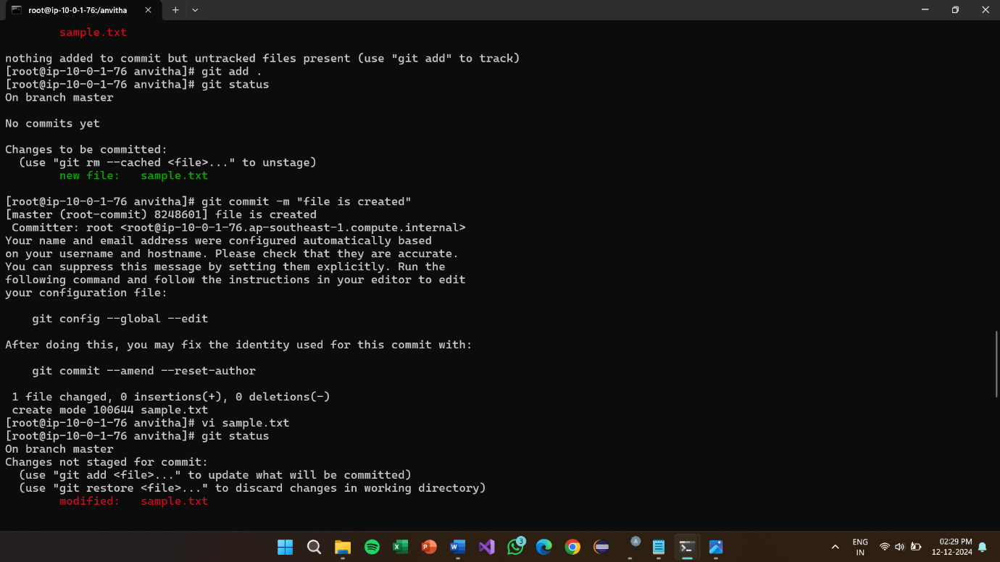 root@ip-10-0-1-76:/anvitha
sample.txt
nothing added to commit but untracked files present (use "git add" to track)
[root@ip-10-0-1-76 anvitha]# git add .
[root@ip-10-0-1-76 anvitha]# git status
On branch master
No commits yet
Changes to be committed:
(use "git rm --cached <file>..." to unstage)
new file:   sample.txt
[root@ip-10-0-1-76 anvitha]# git commit -m "file is created"
[master (root-commit) 8248601] file is created
Committer: root <root@ip-10-0-1-76.ap-southeast-1.compute.internal>
Your name and email address were configured automatically based
on your username and hostname. Please check that they are accurate.
You can suppress this message by setting them explicitly. Run the
following command and follow the instructions in your editor to edit
your configuration file:
git config --global --edit
After doing this, you may fix the identity used for this commit with:
git commit --amend --reset-author
1 file changed, 0 insertions(+), 0 deletions(-)
create mode 100644 sample.txt
[root@ip-10-0-1-76 anvitha]# vi sample.txt
[root@ip-10-0-1-76 anvitha]# git status
On branch master
Changes not staged for commit:
(use "git add <file>..." to update what will be committed)
(use "git restore <file>..." to discard changes in working directory)
modified:   sample.txt
X
P
W
3
A
ENG
IN
02:29 PM
12-12-2024